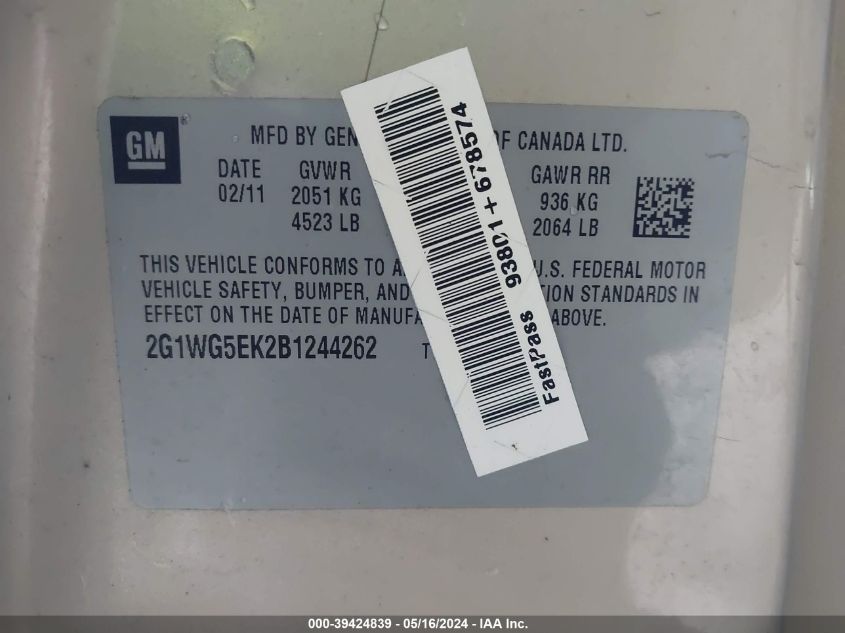 GM ®
MFD BY GEN OF CANADA LTD.
DATE GVWR GAWR RR
02/11 2051 KG 936 KG
4523 LB 2064 LB
THIS VEHICLE CONFORMS TO A U.S. FEDERAL MOTOR
VEHICLE SAFETY, BUMPER, AND ION STANDARDS IN
EFFECT ON THE DATE OF MANUFA ABOVE.
2G1WG5EK2B1244262 T
FastPass 93801+678574
000-39424839 - 05/16/2024 - IAA Inc.